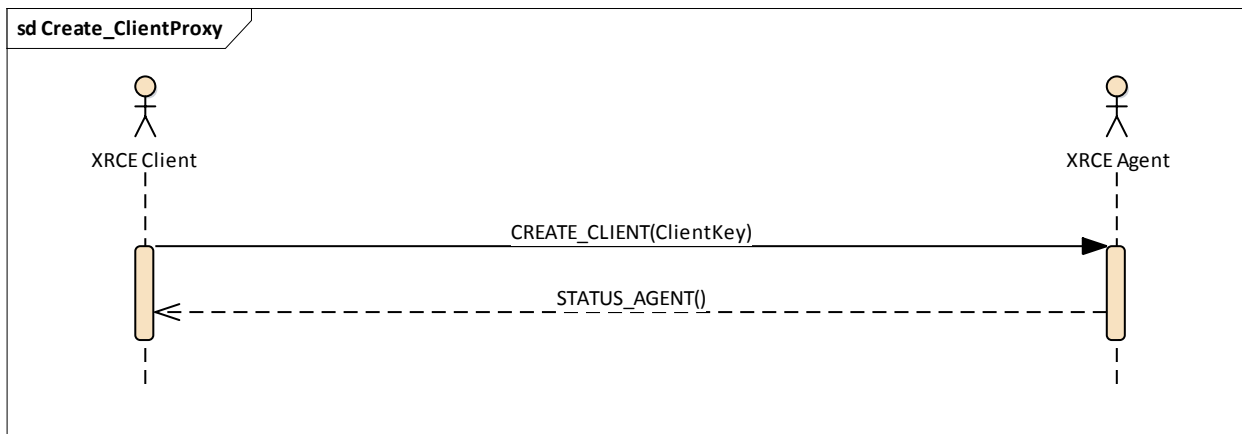 sd Create_ClientProxy
XRCE Client
XRCE Agent
CREATE_CLIENT(ClientKey)
STATUS_AGENT()